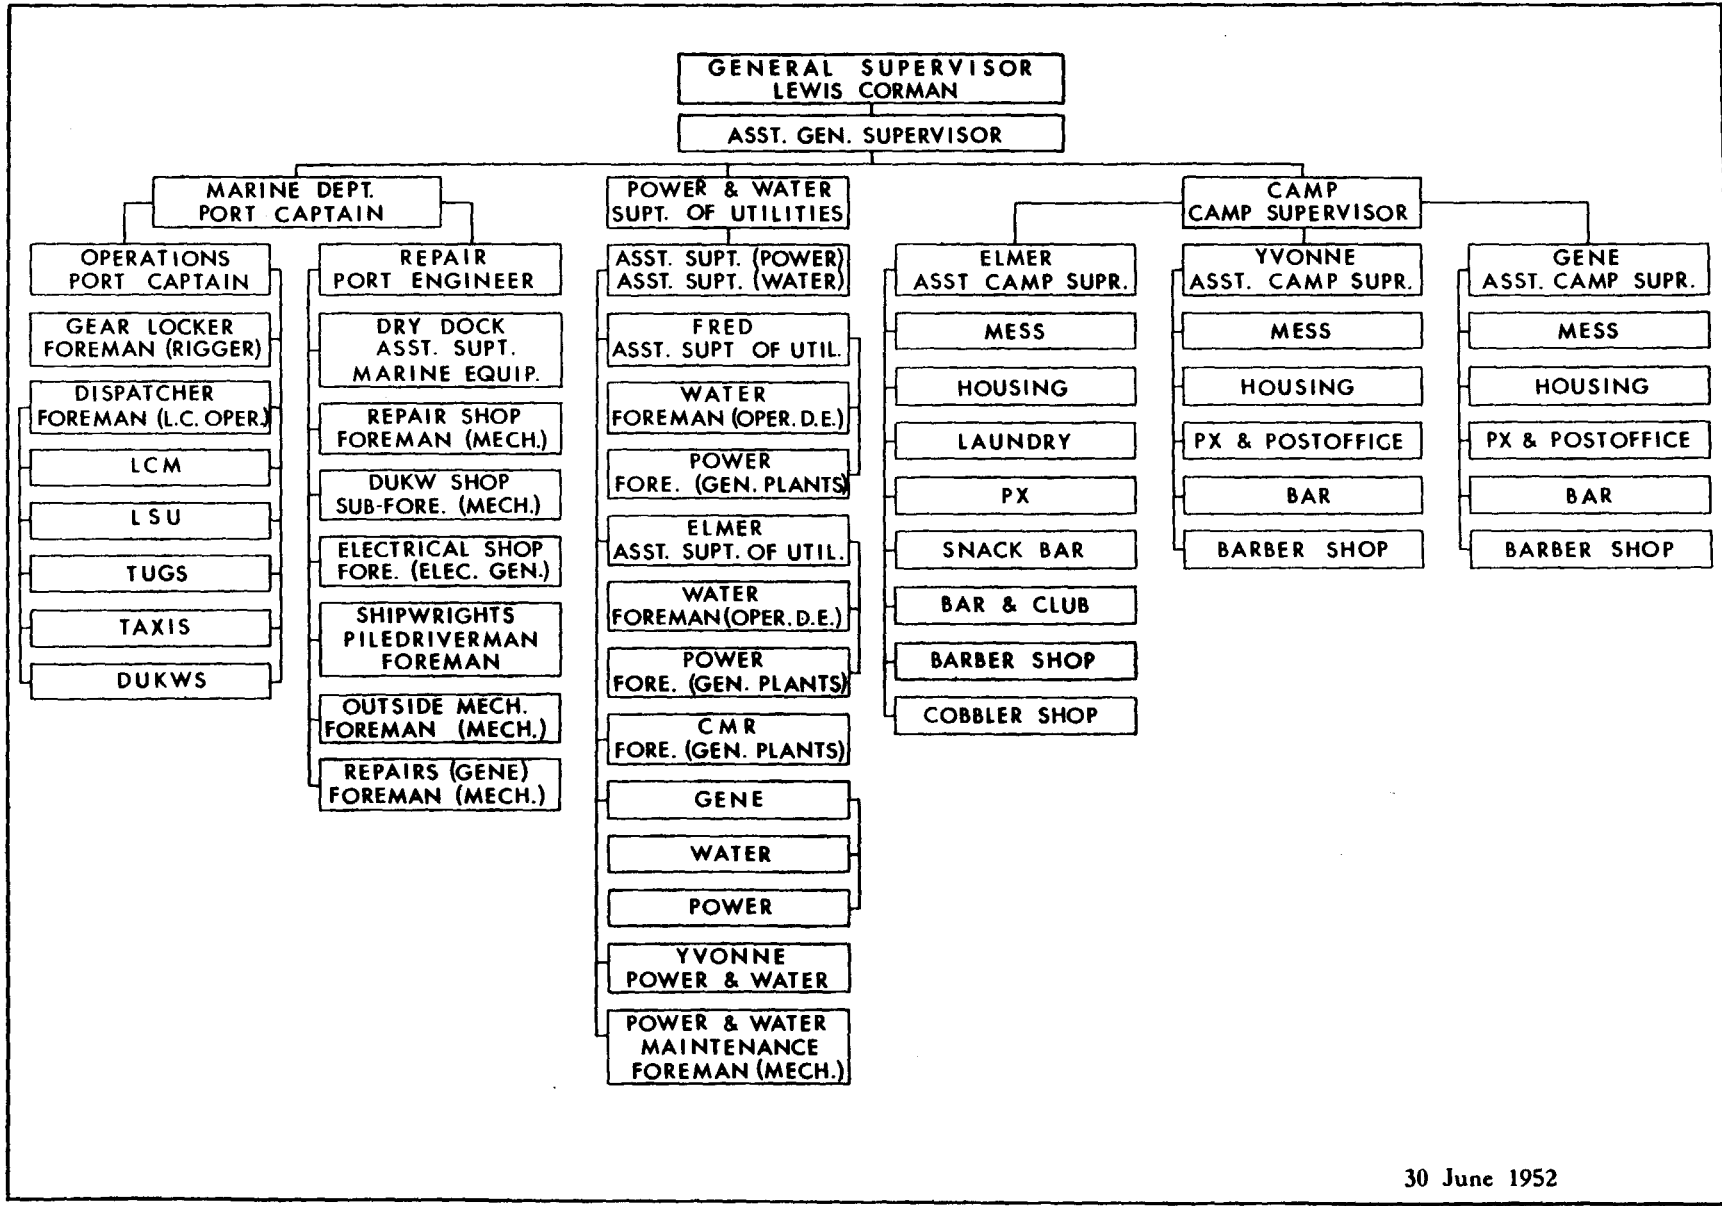 GENERAL SUPERVISOR
LEWIS CORMAN
ASST. GEN. SUPERVISOR
MARINE DEPT.
PORT CAPTAIN
POWER & WATER
SUPT. OF UTILITIES
CAMP
CAMP SUPERVISOR
OPERATIONS
PORT CAPTAIN
GEAR LOCKER
FOREMAN (RIGGER)
DISPATCHER
FOREMAN (L.C. OPER.)
LCM
LSU
TUGS
TAXIS
DUKWS
REPAIR
PORT ENGINEER
DRY DOCK
ASST. SUPT.
MARINE EQUIP.
REPAIR SHOP
FOREMAN (MECH.)
DUKW SHOP
SUB-FORE. (MECH.)
ELECTRICAL SHOP
FORE. (ELEC. GEN.)
SHIPWRIGHTS
PILEDRIVERMAN
FOREMAN
OUTSIDE MECH.
FOREMAN (MECH.)
REPAIRS (GENE)
FOREMAN (MECH.)
ASST. SUPT. (POWER)
ASST. SUPT. (WATER)
FRED
ASST. SUPT OF UTIL.
WATER
FOREMAN (OPER. D.E.)
POWER
FORE. (GEN. PLANTS)
ELMER
ASST. SUPT. OF UTIL.
WATER
FOREMAN (OPER. D.E.)
POWER
FORE. (GEN. PLANTS)
CMR
FORE. (GEN. PLANTS)
GENE
WATER
POWER
YVONNE
POWER & WATER
POWER & WATER
MAINTENANCE
FOREMAN (MECH.)
ELMER
ASST CAMP SUPR.
MESS
HOUSING
LAUNDRY
PX
SNACK BAR
BAR & CLUB
BARBER SHOP
COBBLER SHOP
YVONNE
ASST. CAMP SUPR.
MESS
HOUSING
PX & POSTOFFICE
BAR
BARBER SHOP
GENE
ASST. CAMP SUPR.
MESS
HOUSING
PX & POSTOFFICE
BAR
BARBER SHOP
30 June 1952